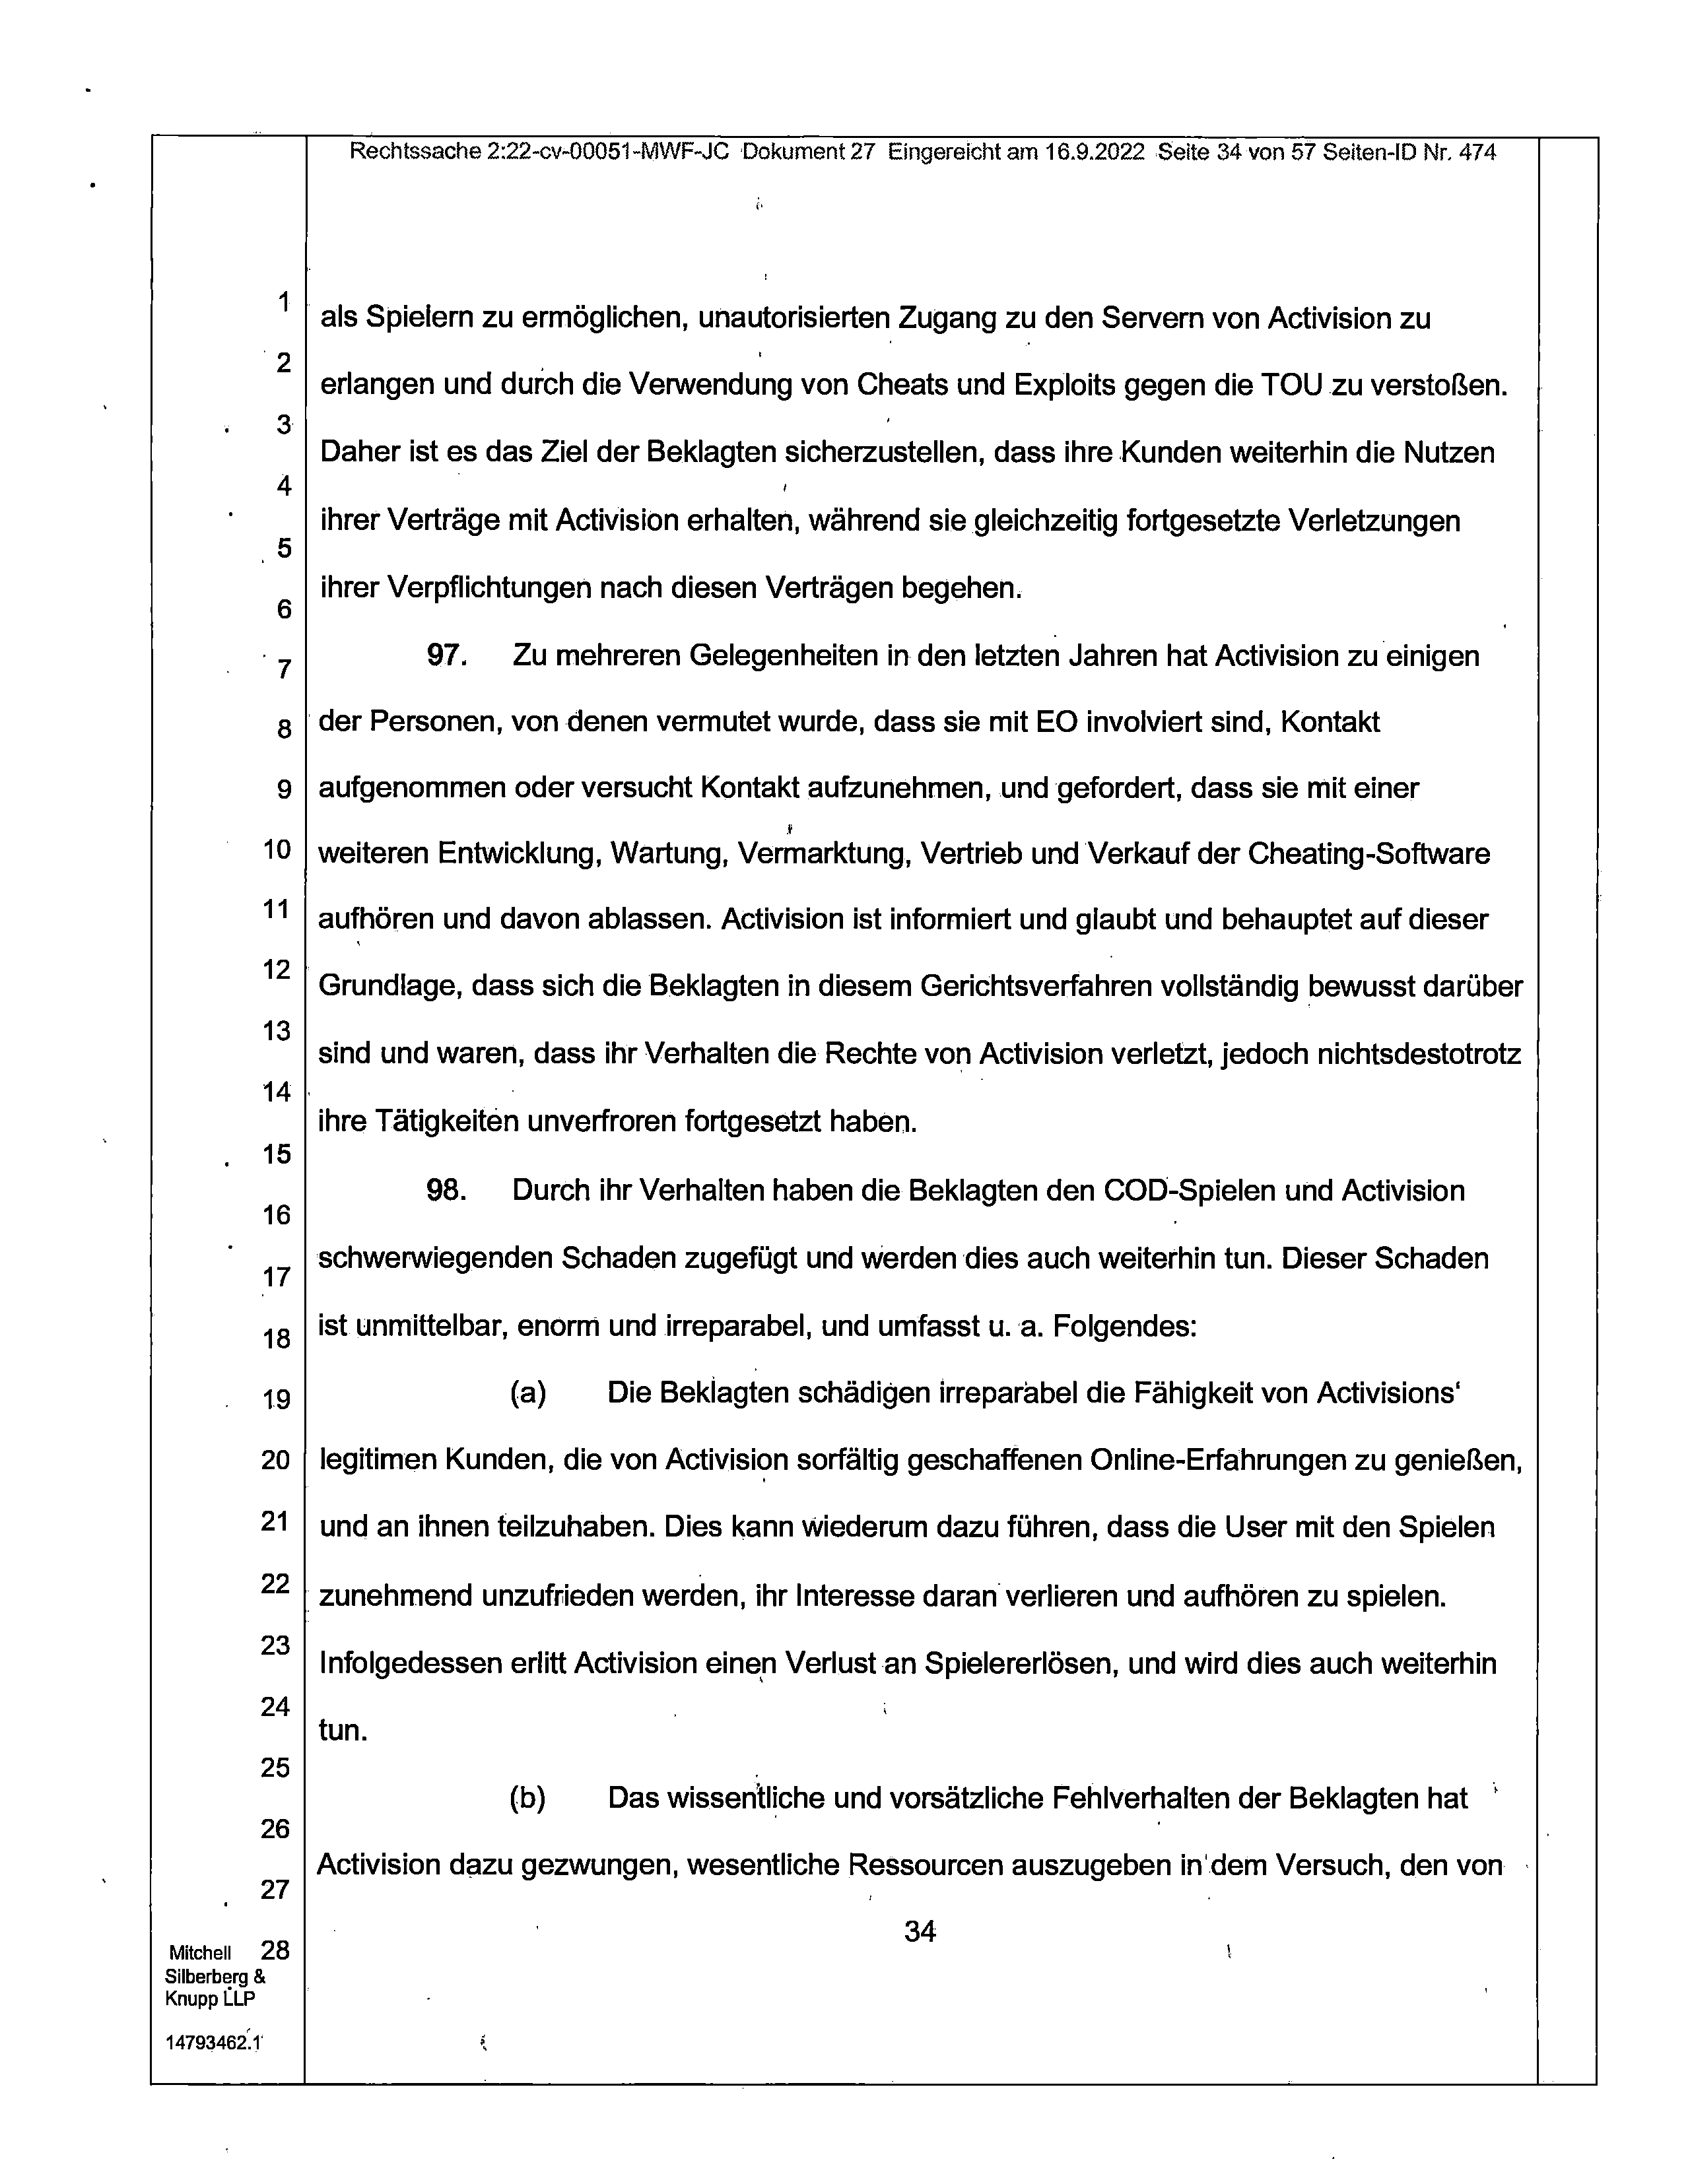 Rechtssache 2:22-cv-00051-MWF-JC Dokument 27 Eingereicht am 16.9.2022 Seite 34 von 57 Seiten-ID Nr. 474
1
als Spielern zu ermöglichen, unautorisierten Zugang zu den Servern von Activision zu
2
erlangen und durch die Verwendung von Cheats und Exploits gegen die TOU zu verstoßen.
3
Daher ist es das Ziel der Beklagten sicherzustellen, dass ihre Kunden weiterhin die Nutzen
4
ihrer Verträge mit Activision erhalten, während sie gleichzeitig fortgesetzte Verletzungen
5
ihrer Verpflichtungen nach diesen Verträgen begehen.
6
7 97. Zu mehreren Gelegenheiten in den letzten Jahren hat Activision zu einigen
8 der Personen, von denen vermutet wurde, dass sie mit EO involviert sind, Kontakt
9 aufgenommen oder versucht Kontakt aufzunehmen, und gefordert, dass sie mit einer
10 weiteren Entwicklung, Wartung, Vermarktung, Vertrieb und Verkauf der Cheating-Software
11 aufhören und davon ablassen. Activision ist informiert und glaubt und behauptet auf dieser
12 Grundlage, dass sich die Beklagten in diesem Gerichtsverfahren vollständig bewusst darüber
13
sind und waren, dass ihr Verhalten die Rechte von Activision verletzt, jedoch nichtsdestotrotz
14
ihre Tätigkeiten unverfroren fortgesetzt haben.
15
98. Durch ihr Verhalten haben die Beklagten den COD-Spielen und Activision
16
schwerwiegenden Schaden zugefügt und werden dies auch weiterhin tun. Dieser Schaden
17
ist unmittelbar, enorm und irreparabel, und umfasst u. a. Folgendes:
18
19 (a) Die Beklagten schädigen irreparabel die Fähigkeit von Activisions'
20 legitimen Kunden, die von Activision sorfältig geschaffenen Online-Erfahrungen zu genießen,
21 und an ihnen teilzuhaben. Dies kann wiederum dazu führen, dass die User mit den Spielen
22 zunehmend unzufrieden werden, ihr Interesse daran verlieren und aufhören zu spielen.
23
Infolgedessen erlitt Activision einen Verlust an Spielererlösen, und wird dies auch weiterhin
24
tun.
25
(b) Das wissentliche und vorsätzliche Fehlverhalten der Beklagten hat
26
Activision dazu gezwungen, wesentliche Ressourcen auszugeben in dem Versuch, den von
27
34
28
Mitchell
Silberberg &
Knupp LLP
14793462.1